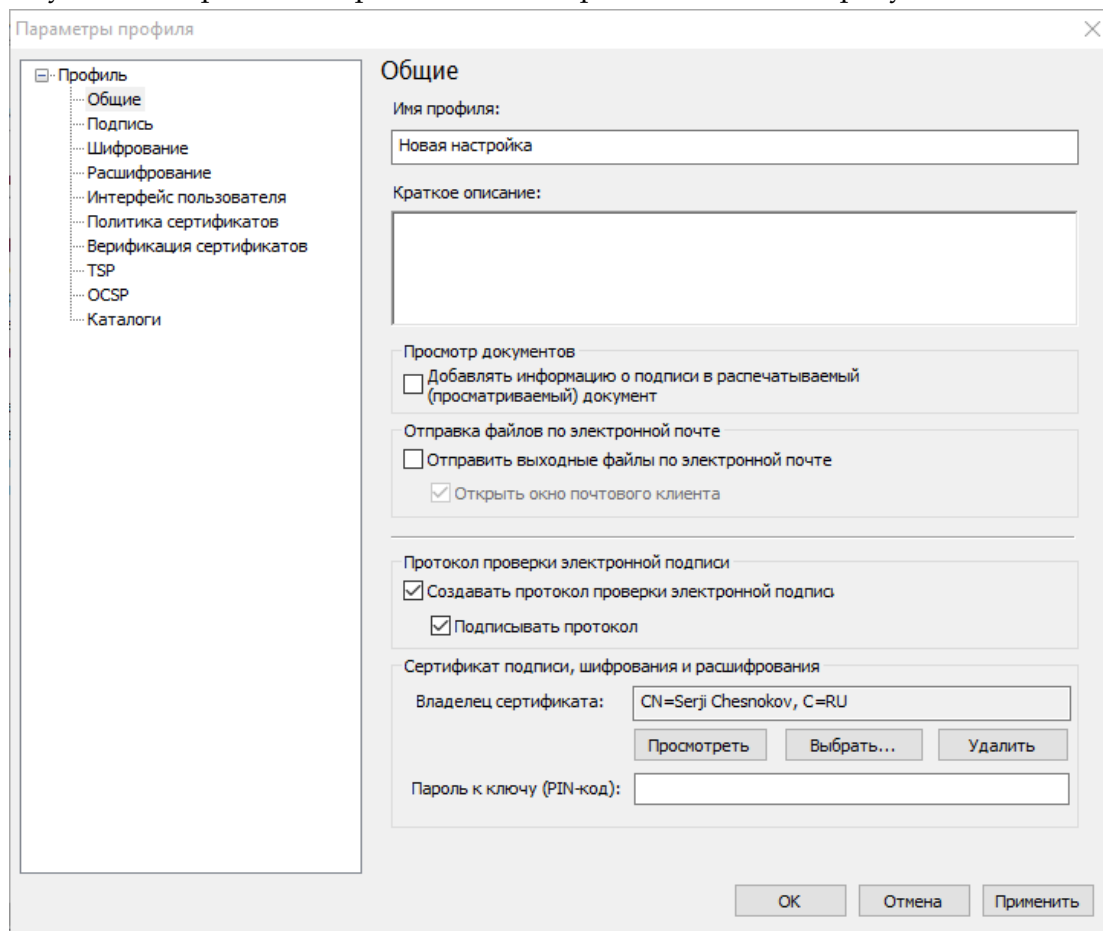 Параметры профиля
Профиль
Общие
Подпись
Шифрование
Расшифрование
Интерфейс пользователя
Политика сертификатов
Верификация сертификатов
TSP
OCSP
Каталоги
Общие
Имя профиля:
Новая настройка
Краткое описание:
Просмотр документов
Добавлять информацию о подписи в распечатываемый
(просматриваемый) документ
Отправка файлов по электронной почте
Отправить выходные файлы по электронной почте
Открыть окно почтового клиента
Протокол проверки электронной подписи
Создавать протокол проверки электронной подписи
Подписывать протокол
Сертификат подписи, шифрования и расшифрования
Владелец сертификата: CN=Serji Chesnokov, C=RU
Просмотреть Выбрать... Удалить
Пароль к ключу (PIN-код):
ОК Отмена Применить